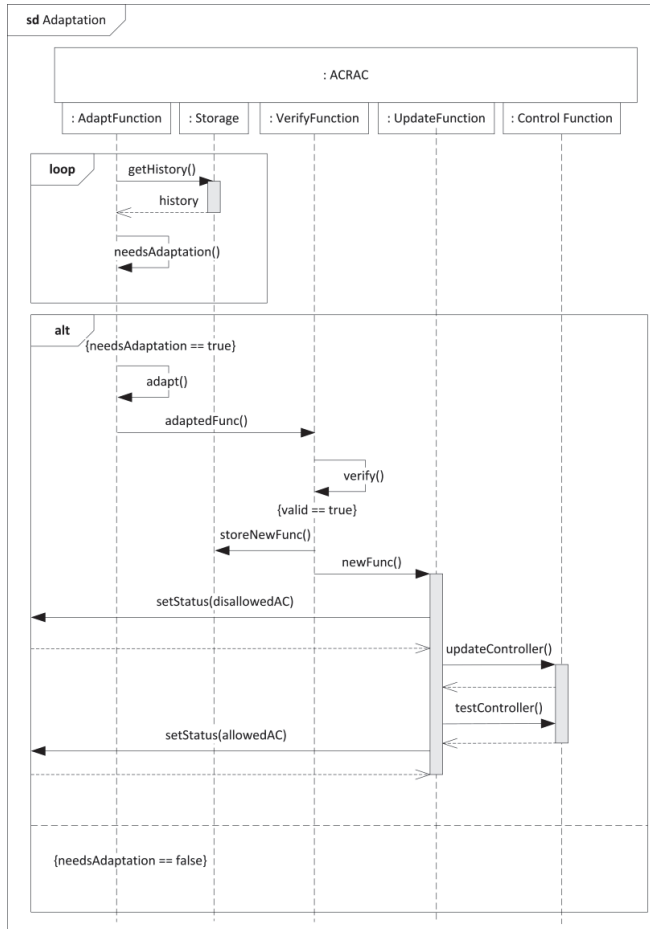 sd Adaptation
: ACRAC
: AdaptFunction
: Storage
: VerifyFunction
: UpdateFunction
: Control Function
loop
getHistory()
history
needsAdaptation()
alt
{needsAdaptation == true}
adapt()
adaptedFunc()
verify()
{valid == true}
storeNewFunc()
newFunc()
setStatus(disallowedAC)
updateController()
testController()
setStatus(allowedAC)
{needsAdaptation == false}